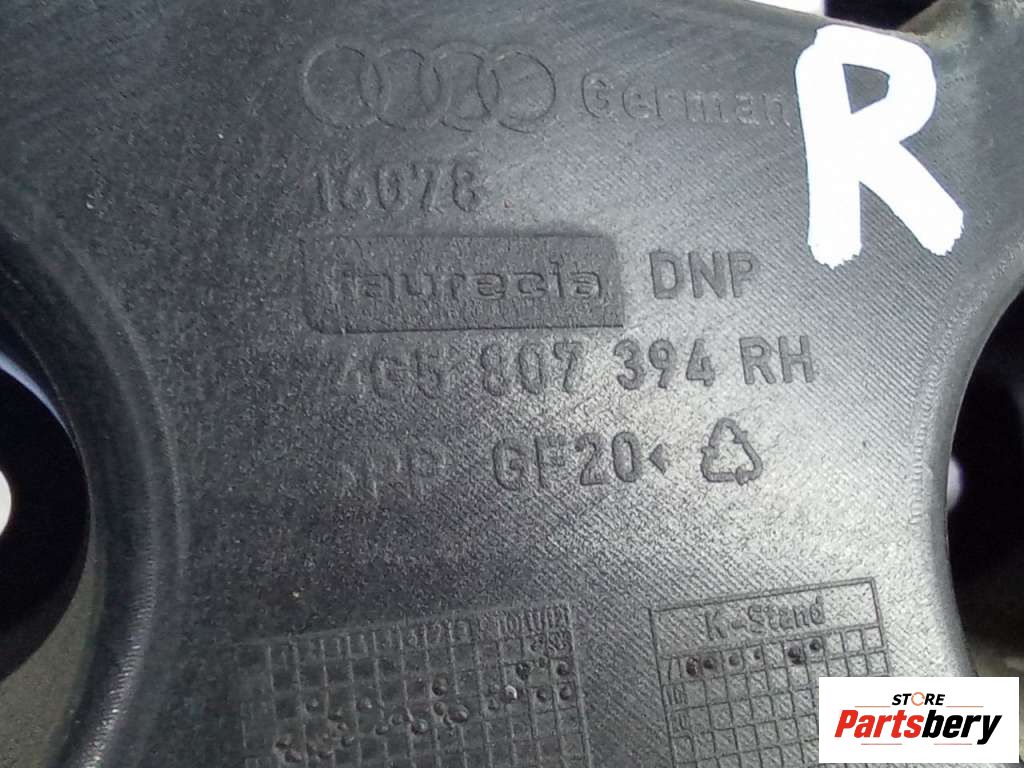 German
R
16078
faurecia DNP
4G5 807 394 RH
>PP GF20<
K-Stand
STORE
Partsbery